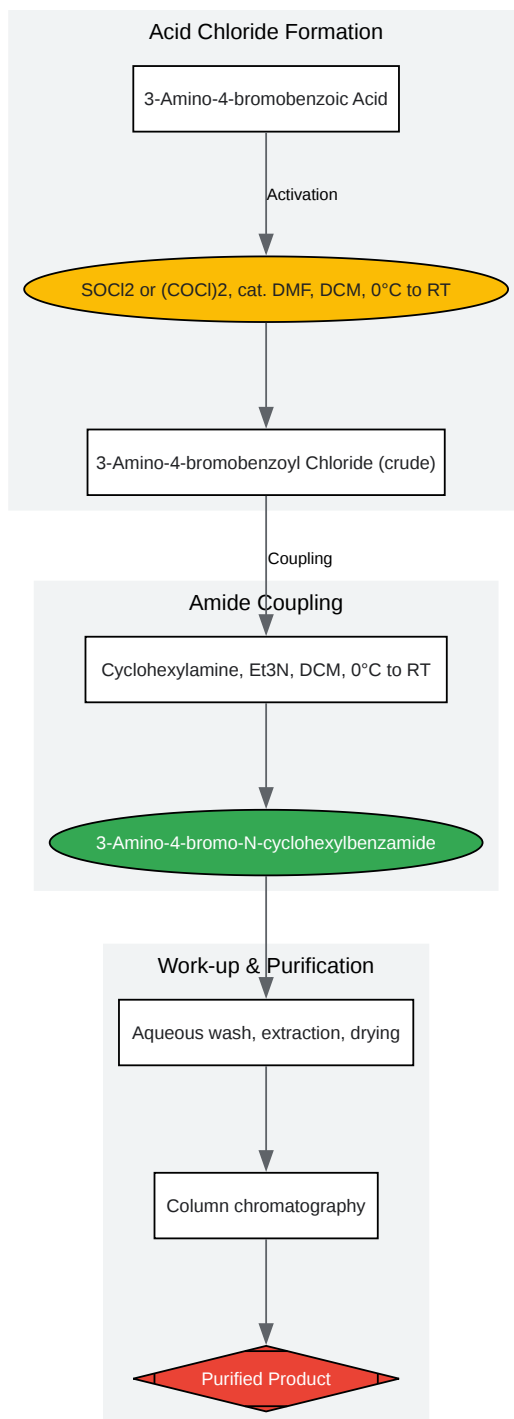 Acid Chloride Formation
3-Amino-4-bromobenzoic Acid
Activation
SOCl2 or (COCl)2, cat. DMF, DCM, 0°C to RT
3-Amino-4-bromobenzoyl Chloride (crude)
Coupling
Amide Coupling
Cyclohexylamine, Et3N, DCM, 0°C to RT
3-Amino-4-bromo-N-cyclohexylbenzamide
Work-up & Purification
Aqueous wash, extraction, drying
Column chromatography
Purified Product